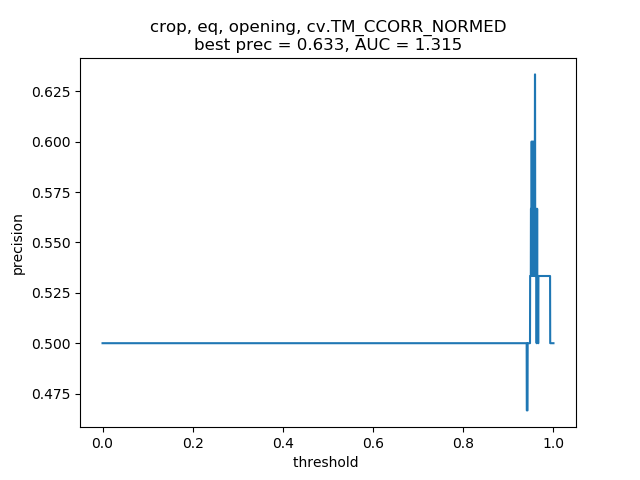 crop, eq, opening, cv.TM_CCORR_NORMED
best prec = 0.633, AUC = 1.315
0.625
0.600
0.575
0.550
0.525
0.500
0.475
precision
0.0 0.2 0.4 0.6 0.8 1.0
threshold